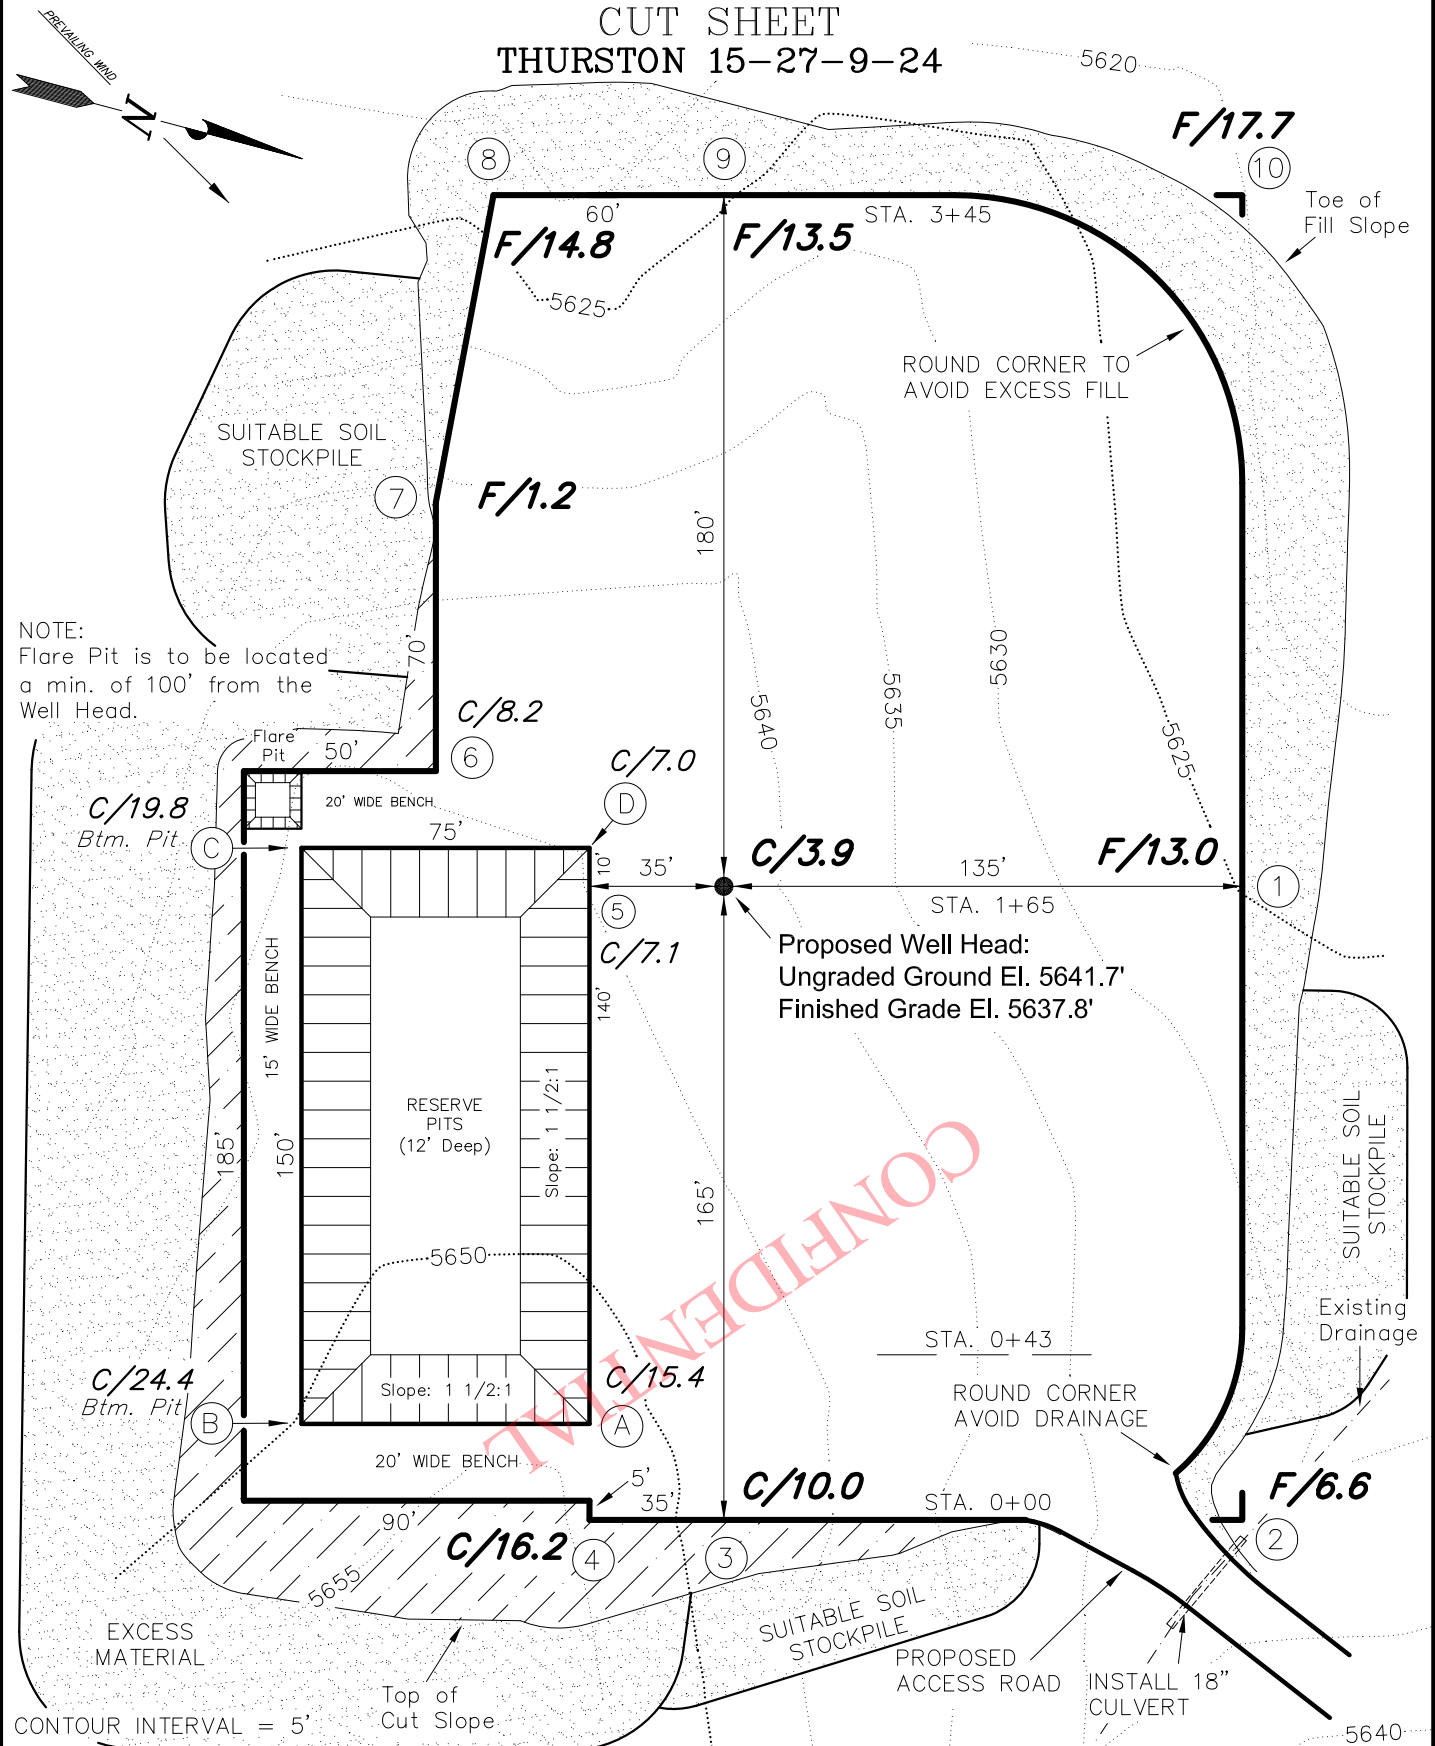 CUT SHEET
THURSTON 15-27-9-24
PREVAILING WIND
N
5620
F/17.7
8
9
10
Toe of
Fill Slope
60'
STA. 3+45
F/14.8
F/13.5
5625
ROUND CORNER TO
AVOID EXCESS FILL
SUITABLE SOIL
STOCKPILE
7
F/1.2
180'
NOTE:
Flare Pit is to be located
a min. of 100' from the
Well Head.
70'
5630
5635
5640
5625
C/8.2
Flare
Pit
50'
6
C/7.0
D
20' WIDE BENCH
C/19.8
Btm. Pit
C
75'
10'
35'
C/3.9
135'
F/13.0
1
5
STA. 1+65
C/7.1
Proposed Well Head:
Ungraded Ground El. 5641.7'
Finished Grade El. 5637.8'
15' WIDE BENCH
140'
RESERVE
PITS
(12' Deep)
Slope: 1 1/2:1
185'
150'
165'
CONFIDENTIAL
SUITABLE SOIL
STOCKPILE
5650
Existing
Drainage
STA. 0+43
C/24.4
Btm. Pit
B
Slope: 1 1/2:1
C/15.4
A
ROUND CORNER
AVOID DRAINAGE
20' WIDE BENCH
5'
35'
C/10.0
STA. 0+00
F/6.6
90'
C/16.2
4
3
2
5655
EXCESS
MATERIAL
SUITABLE SOIL
STOCKPILE
PROPOSED
ACCESS ROAD
INSTALL 18"
CULVERT
Top of
Cut Slope
CONTOUR INTERVAL = 5'
5640